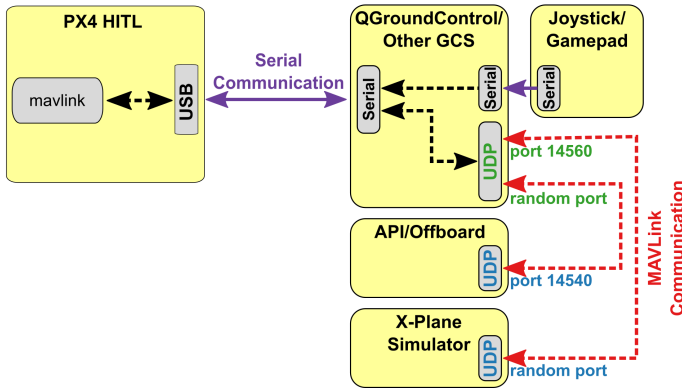 PX4 HITL
mavlink
USB
Serial
Communication
QGroundControl/
Other GCS
Serial
Serial
UDP
Joystick/
Gamepad
Serial
port 14560
random port
API/Offboard
UDP
port 14540
X-Plane
Simulator
UDP
random port
MAVLink
Communication